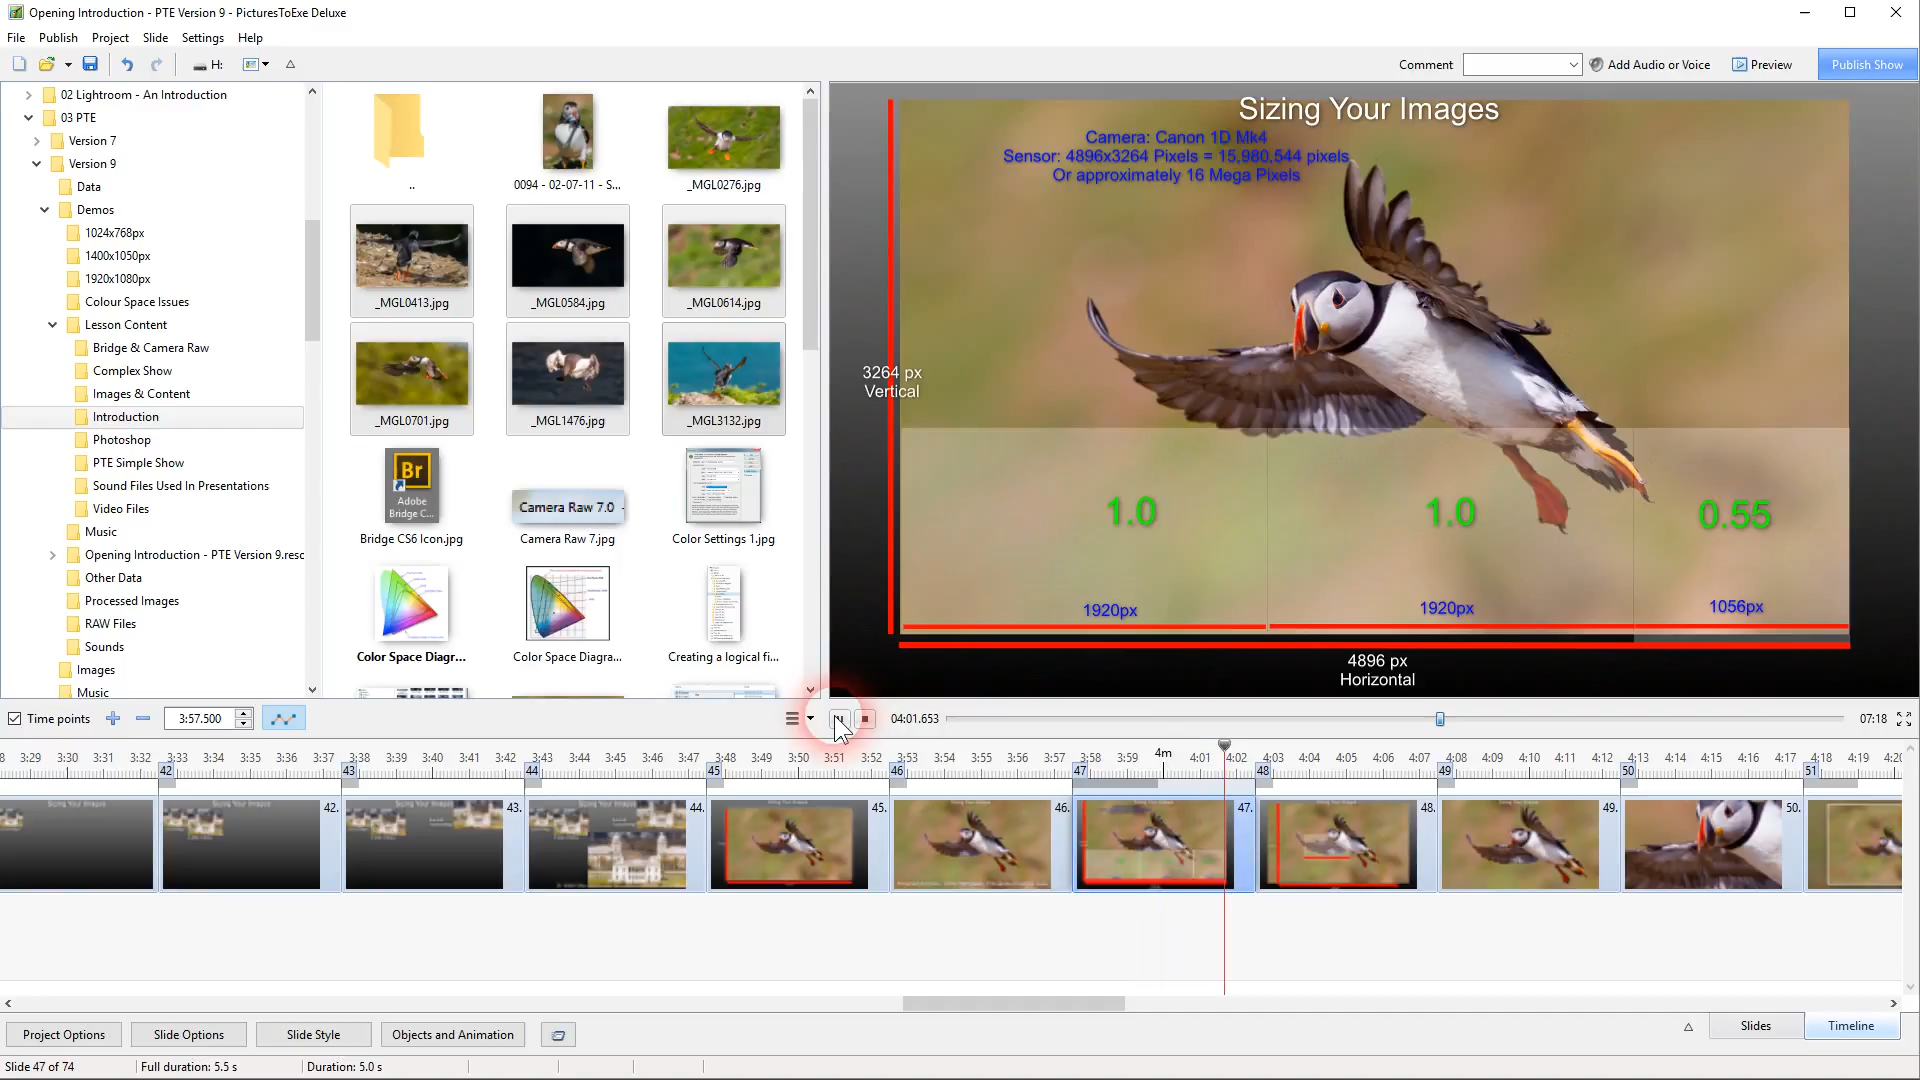 Opening Introduction - PTE Version 9 - PicturesToExe Deluxe
File Publish Project Slide Settings Help
H:
Comment
Add Audio or Voice
Preview
Publish Show
02 Lightroom - An Introduction
03 PTE
Version 7
Version 9
Data
Demos
1024x768px
1400x1050px
1920x1080px
Colour Space Issues
Lesson Content
Bridge & Camera Raw
Complex Show
Images & Content
Introduction
Photoshop
PTE Simple Show
Sound Files Used In Presentations
Video Files
Music
Opening Introduction - PTE Version 9.resc
Other Data
Processed Images
RAW Files
Sounds
Images
Music
..
0094 - 02-07-11 - S...
_MGL0276.jpg
_MGL0413.jpg
_MGL0584.jpg
_MGL0614.jpg
_MGL0701.jpg
_MGL1476.jpg
_MGL3132.jpg
Br
Adobe
Bridge C...
Camera Raw 7.0
Bridge CS6 Icon.jpg
Camera Raw 7.jpg
Color Settings 1.jpg
Color Space Diagr...
Color Space Diagra...
Creating a logical fi...
Sizing Your Images
Camera: Canon 1D Mk4
Sensor: 4896x3264 Pixels = 15,980,544 pixels
Or approximately 16 Mega Pixels
3264 px
Vertical
1.0
1.0
0.55
1920px
1920px
1056px
4896 px
Horizontal
Time points
3:57.500
04:01.653
07:18
3:29 3:30 3:31 3:32 3:33 3:34 3:35 3:36 3:37 3:38 3:39 3:40 3:41 3:42 3:43 3:44 3:45 3:46 3:47 3:48 3:49 3:50 3:51 3:52 3:53 3:54 3:55 3:56 3:57 3:58 3:59 4m 4:01 4:02 4:03 4:04 4:05 4:06 4:07 4:08 4:09 4:10 4:11 4:12 4:13 4:14 4:15 4:16 4:17 4:18 4:19 4:20
42 43 44 45 46 47 48 49 50 51
42. 43. 44. 45. 46. 47. 48. 49. 50.
Sizing Your Images
Sizing Your Images
Sizing Your Images
Sizing Your Images
Project Options
Slide Options
Slide Style
Objects and Animation
Slides
Timeline
Slide 47 of 74
Full duration: 5.5 s
Duration: 5.0 s